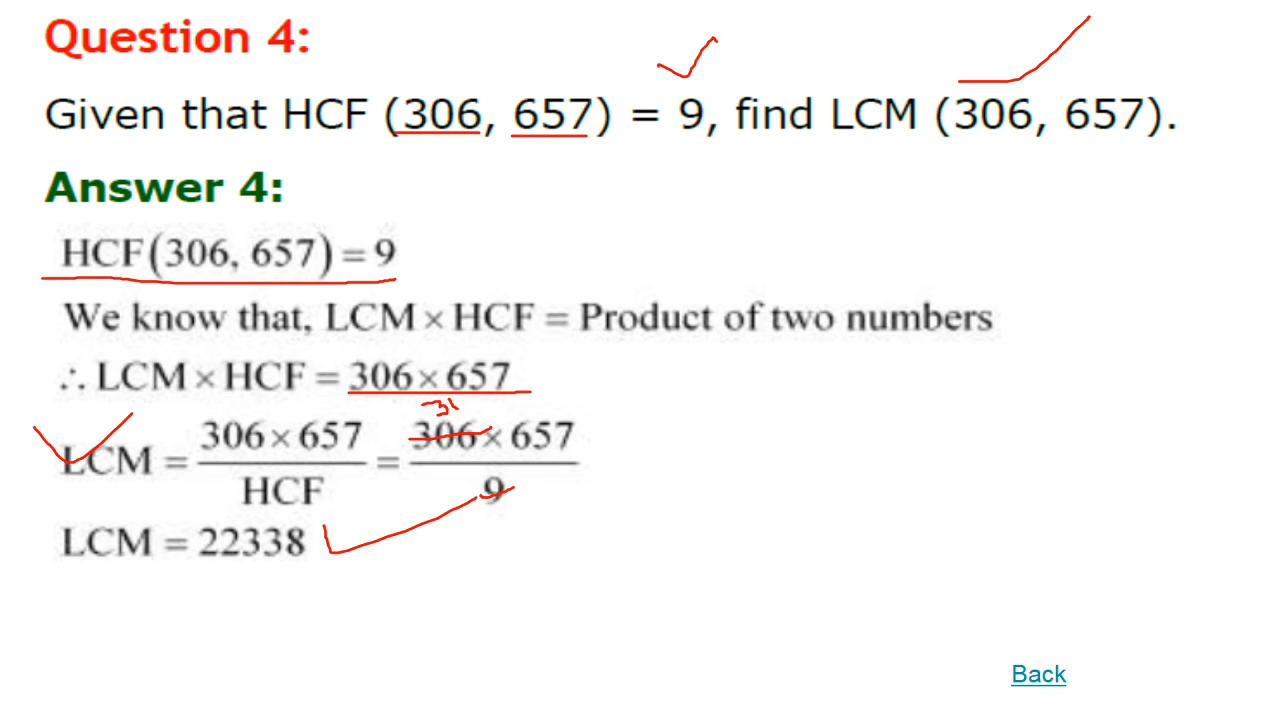 Question 4:
Given that HCF (306, 657) = 9, find LCM (306, 657).
Answer 4:
HCF(306, 657) = 9
We know that, LCM × HCF = Product of two numbers
∴ LCM × HCF = 306 × 657
LCM = 306 × 657 / HCF = 306 × 657 / 9
LCM = 22338
Back